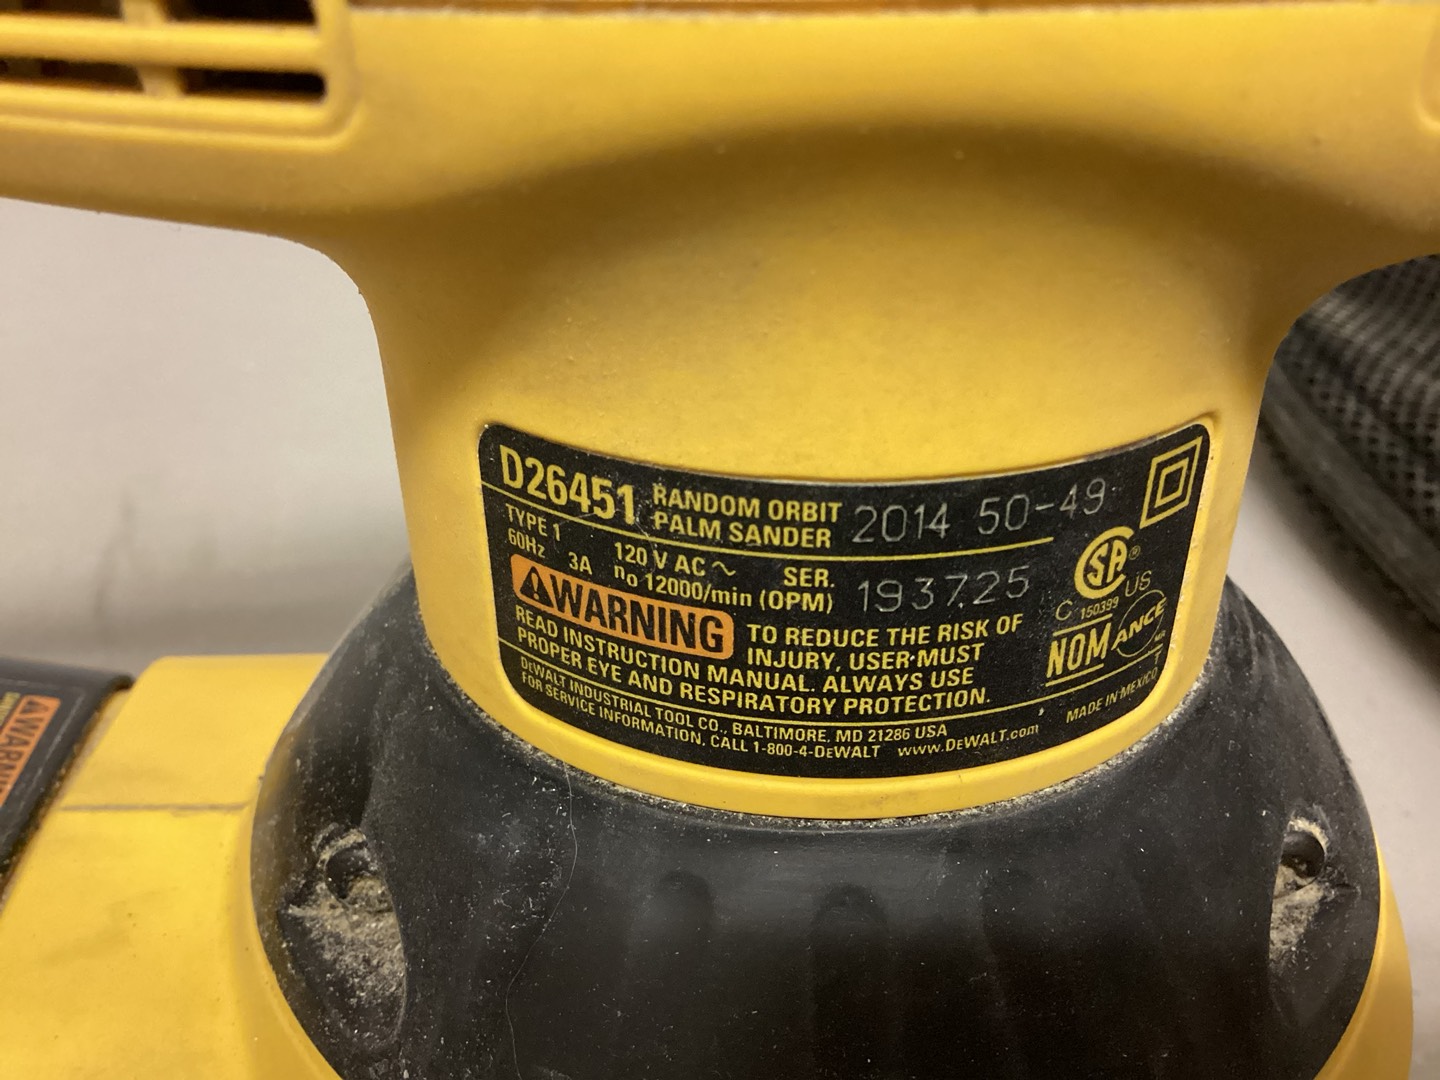 D26451 RANDOM ORBIT
PALM SANDER
2014 50-49
TYPE 1
60Hz 3A
120 V AC ~
no 12000/min (OPM)
SER.
193725
WARNING
TO REDUCE THE RISK OF
INJURY, USER MUST
READ INSTRUCTION MANUAL. ALWAYS USE
PROPER EYE AND RESPIRATORY PROTECTION.
DEWALT INDUSTRIAL TOOL CO., BALTIMORE, MD 21286 USA
FOR SERVICE INFORMATION, CALL 1-800-4-DEWALT www.DEWALT.com
SA®
C US
150399
NOM
ANCE
MR
MADE IN MEXICO
T
WARNING